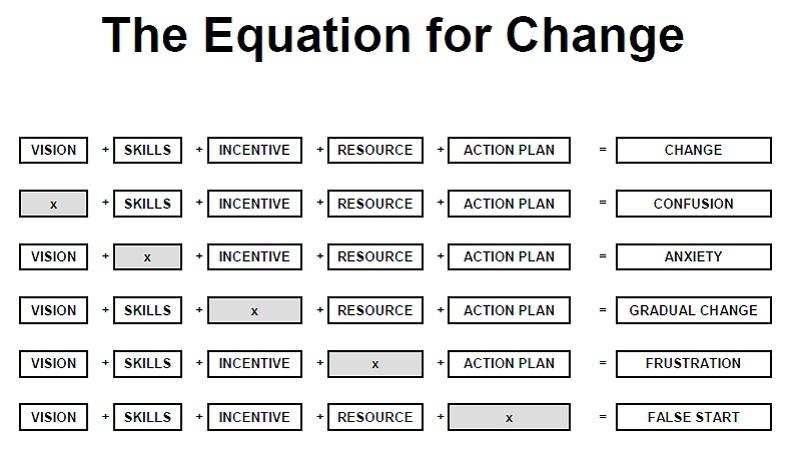 The Equation for Change
VISION + SKILLS + INCENTIVE + RESOURCE + ACTION PLAN = CHANGE
x + SKILLS + INCENTIVE + RESOURCE + ACTION PLAN = CONFUSION
VISION + x + INCENTIVE + RESOURCE + ACTION PLAN = ANXIETY
VISION + SKILLS + x + RESOURCE + ACTION PLAN = GRADUAL CHANGE
VISION + SKILLS + INCENTIVE + x + ACTION PLAN = FRUSTRATION
VISION + SKILLS + INCENTIVE + RESOURCE + x = FALSE START